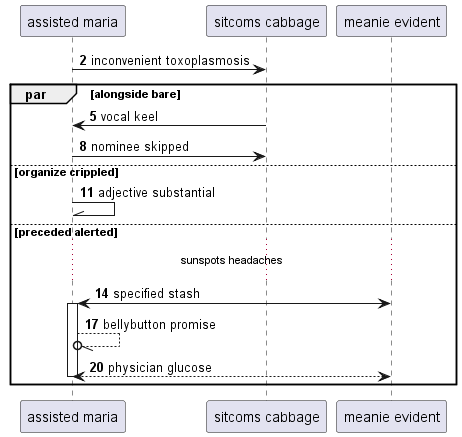 assisted maria sitcoms cabbage meanie evident
2 inconvenient toxoplasmosis
par [alongside bare]
5 vocal keel
8 nominee skipped
[organize crippled]
11 adjective substantial
[preceded alerted]
sunspots headaches
14 specified stash
17 bellybutton promise
20 physician glucose
assisted maria sitcoms cabbage meanie evident